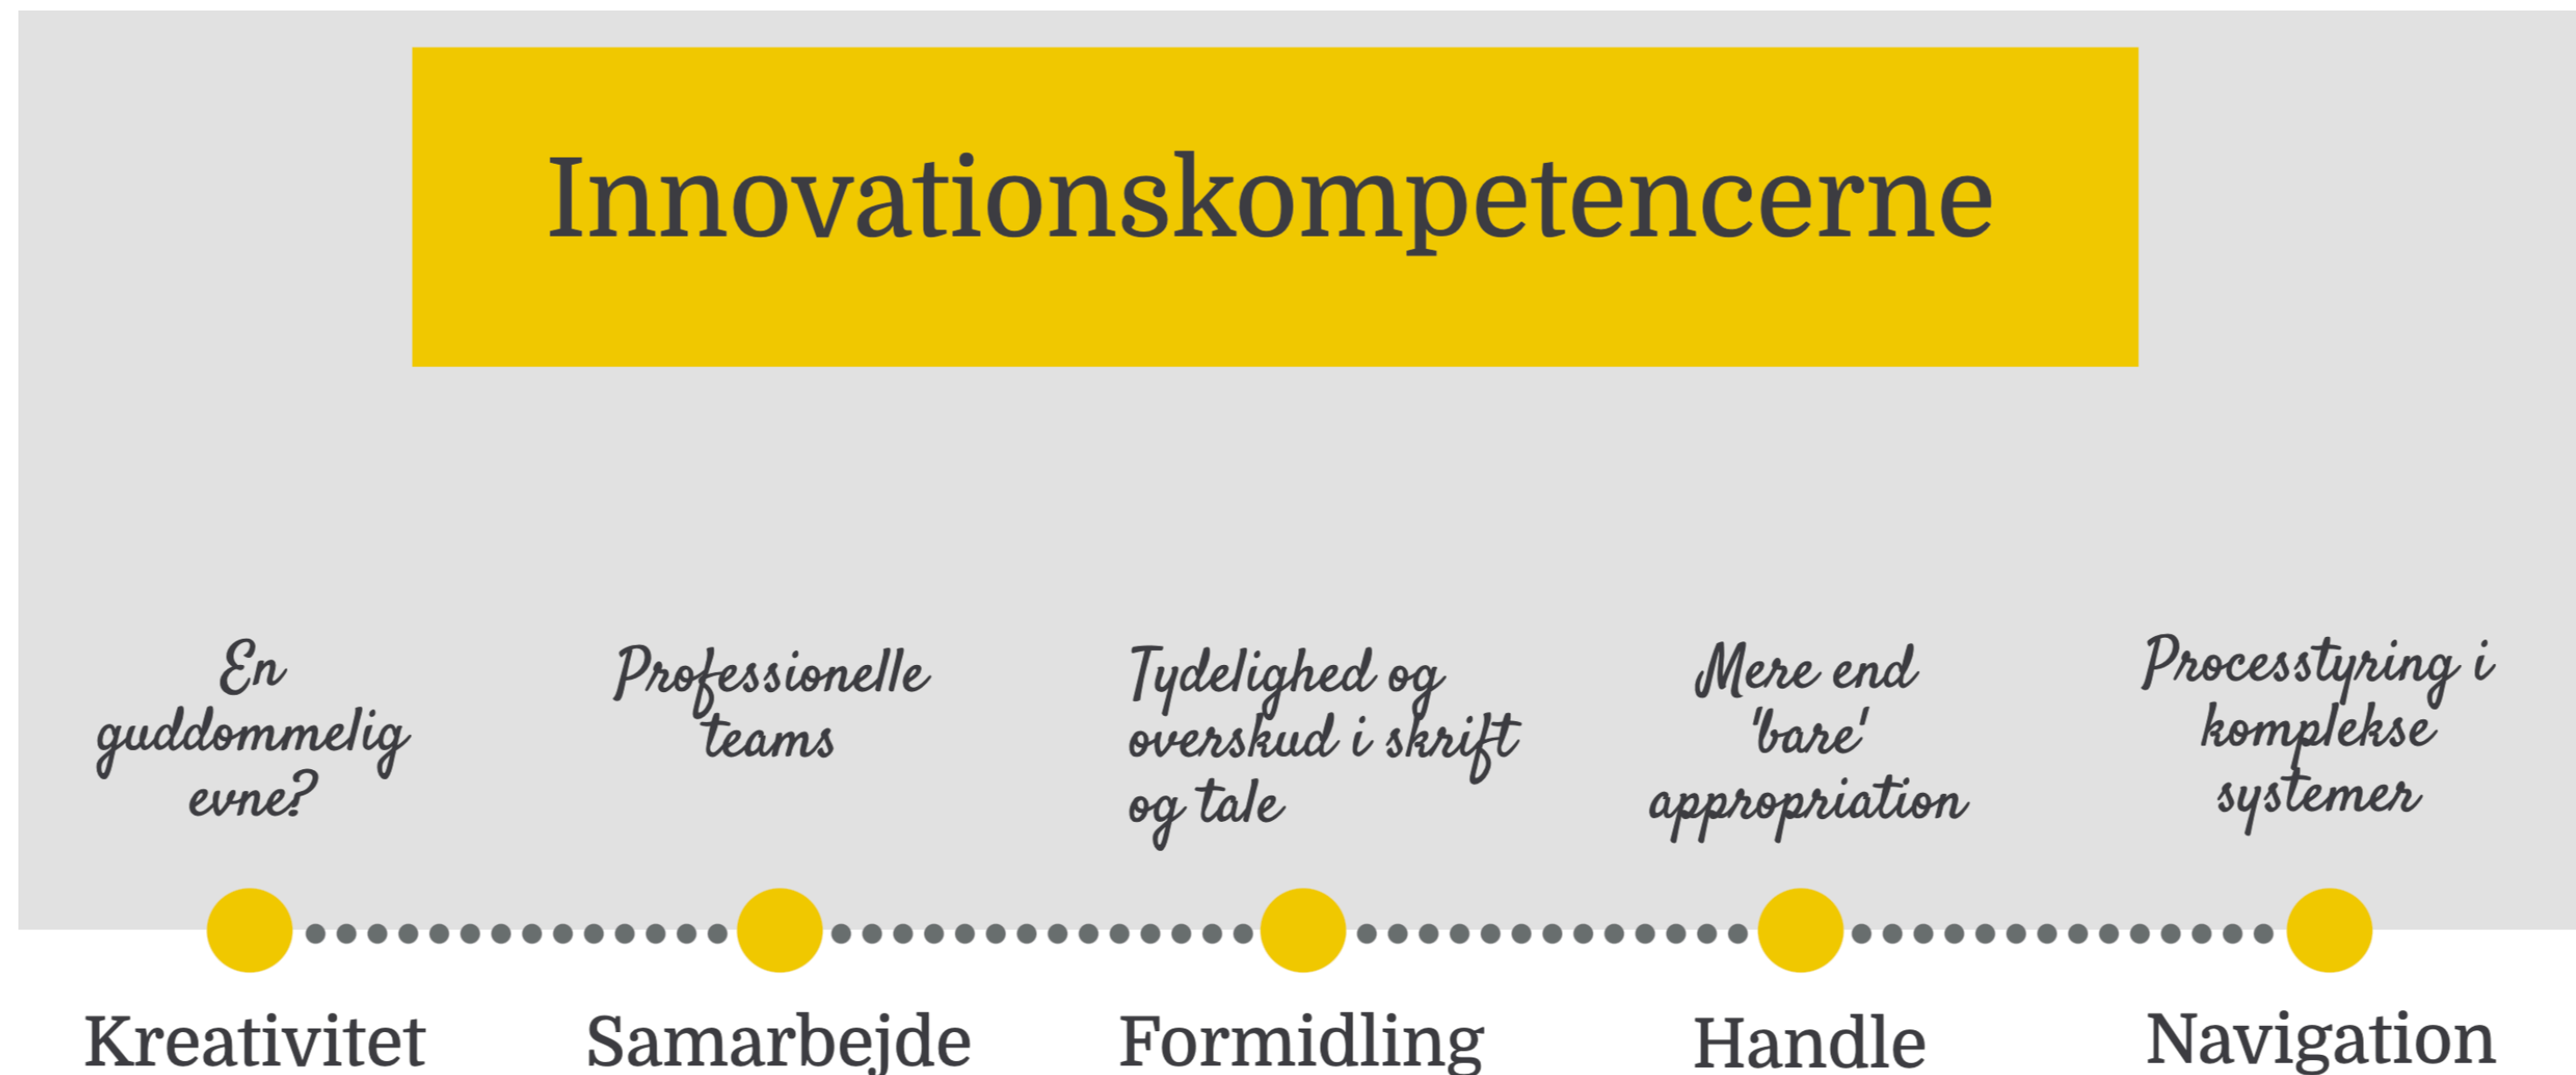 Innovationskompetencerne
En
guddommelig
evne?
Professionelle
teams
Tydelighed og
overskud i skrift
og tale
Mere end
'bare'
appropriation
Processtyring i
komplekse
systemer
Kreativitet
Samarbejde
Formidling
Handle
Navigation